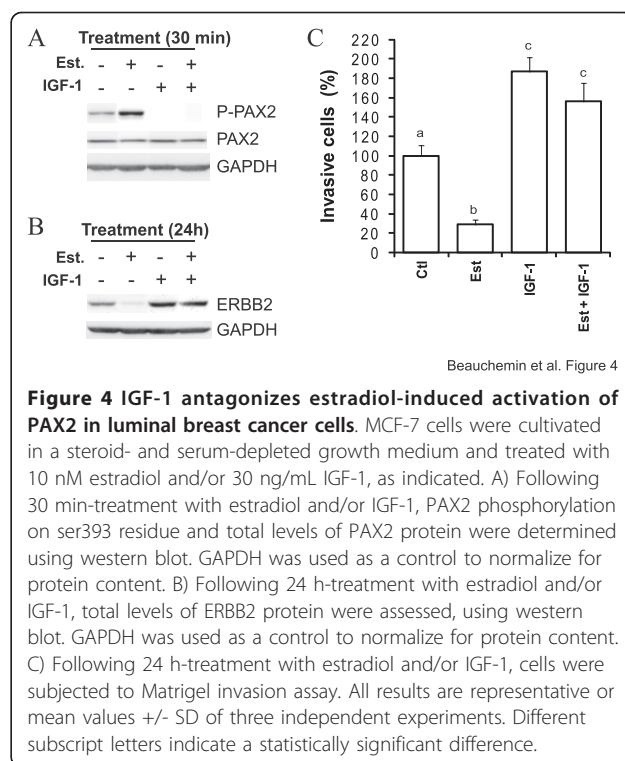 A
Treatment (30 min)
Est. - + - +
IGF-1 - - + +
P-PAX2
PAX2
GAPDH
B
Treatment (24h)
Est. - + - +
IGF-1 - - + +
ERBB2
GAPDH
C
Invasive cells (%)
220
200
180
160
140
120
100
80
60
40
20
0
a
b
c
c
Ctl
Est
IGF-1
Est + IGF-1
Beauchemin et al. Figure 4
Figure 4 IGF-1 antagonizes estradiol-induced activation of
PAX2 in luminal breast cancer cells. MCF-7 cells were cultivated
in a steroid- and serum-depleted growth medium and treated with
10 nM estradiol and/or 30 ng/mL IGF-1, as indicated. A) Following
30 min-treatment with estradiol and/or IGF-1, PAX2 phosphorylation
on ser393 residue and total levels of PAX2 protein were determined
using western blot. GAPDH was used as a control to normalize for
protein content. B) Following 24 h-treatment with estradiol and/or
IGF-1, total levels of ERBB2 protein were assessed, using western
blot. GAPDH was used as a control to normalize for protein content.
C) Following 24 h-treatment with estradiol and/or IGF-1, cells were
subjected to Matrigel invasion assay. All results are representative or
mean values +/- SD of three independent experiments. Different
subscript letters indicate a statistically significant difference.